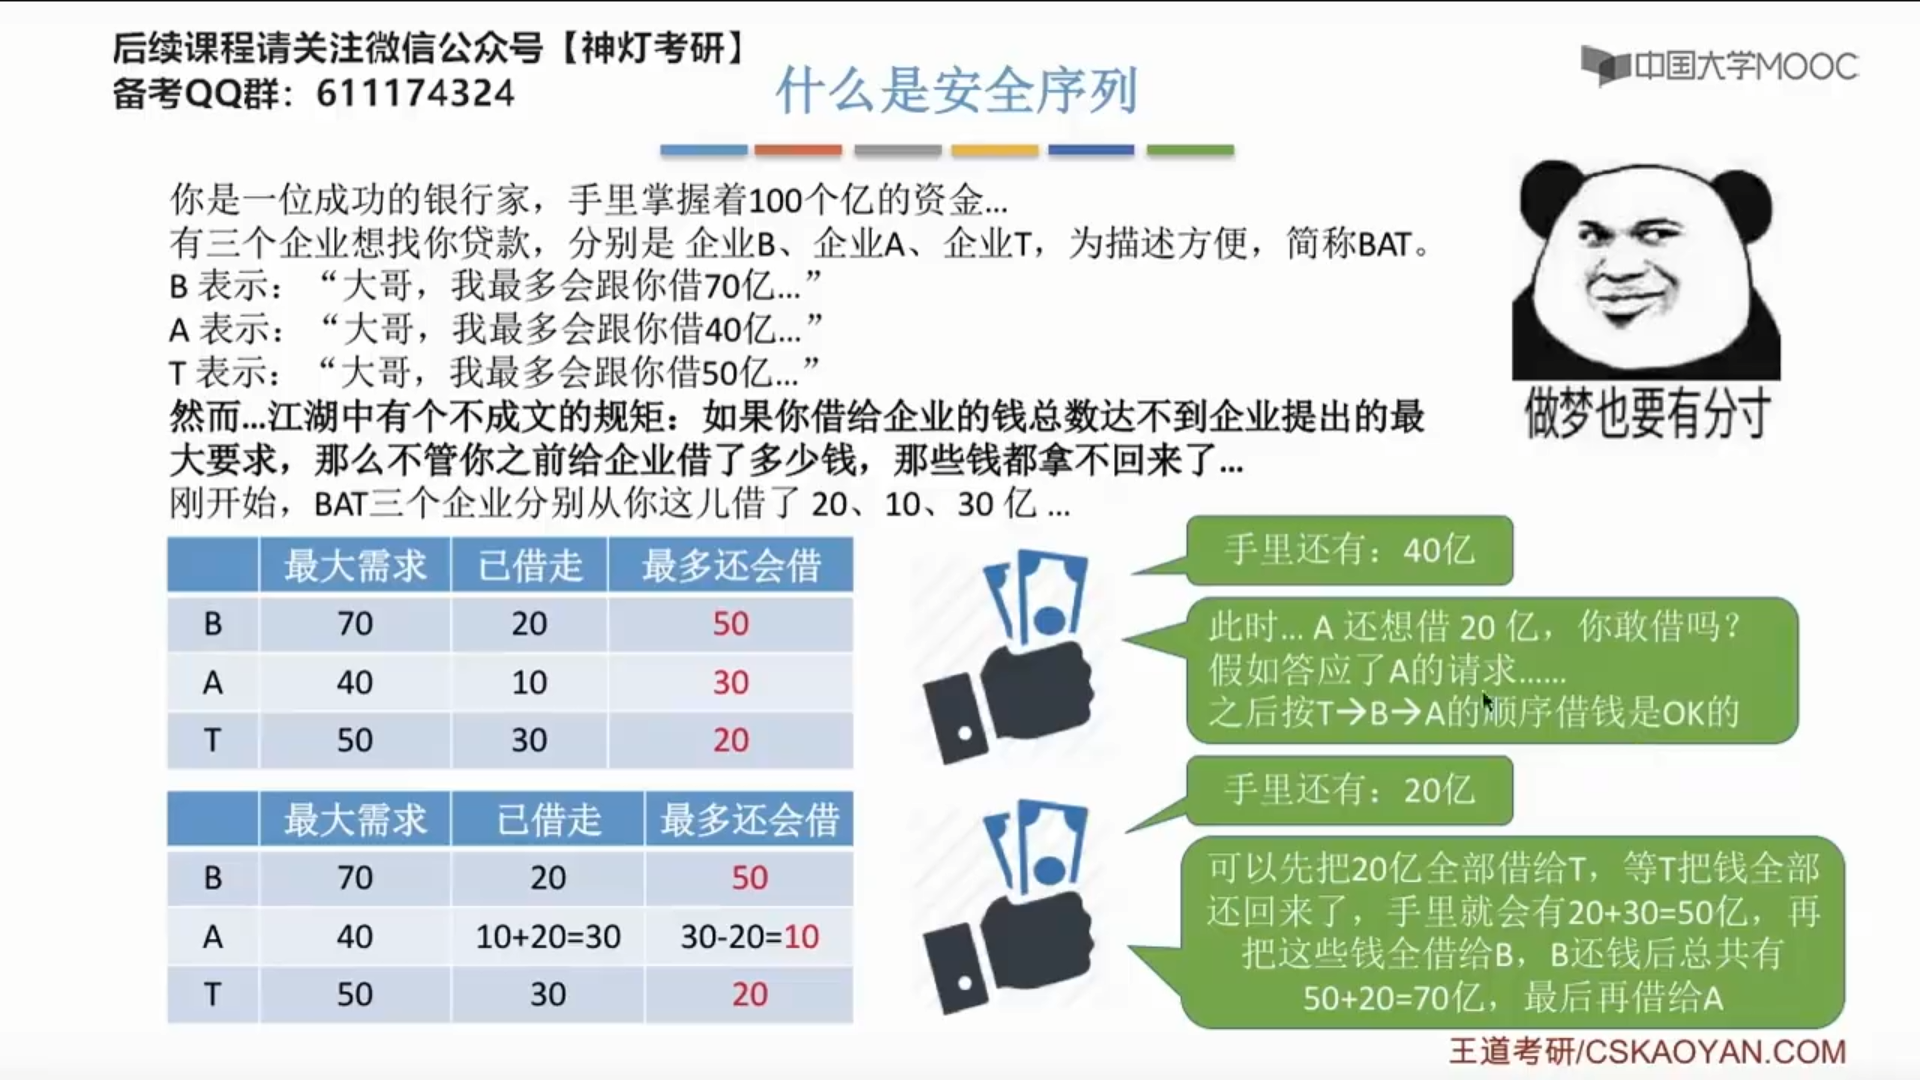 后续课程请关注微信公众号【神灯考研】
备考QQ群：611174324
什么是安全序列
中国大学MOOC
你是一位成功的银行家，手里掌握着100个亿的资金...
有三个企业想找你贷款，分别是 企业B、企业A、企业T，为描述方便，简称BAT。
B 表示：“大哥，我最多会跟你借70亿...”
A 表示：“大哥，我最多会跟你借40亿...”
T 表示：“大哥，我最多会跟你借50亿...”
然而...江湖中有个不成文的规矩：如果你借给企业的钱总数达不到企业提出的最
大要求，那么不管你之前给企业借了多少钱，那些钱都拿不回来了...
刚开始，BAT三个企业分别从你这儿借了 20、10、30 亿 ...
做梦也要有分寸
最大需求 已借走 最多还会借
B 70 20 50
A 40 10 30
T 50 30 20
手里还有：40亿
此时... A 还想借 20 亿，你敢借吗？
假如答应了A的请求......
之后按T→B→A的顺序借钱是OK的
最大需求 已借走 最多还会借
B 70 20 50
A 40 10+20=30 30-20=10
T 50 30 20
手里还有：20亿
可以先把20亿全部借给T，等T把钱全部
还回来了，手里就会有20+30=50亿，再
把这些钱全借给B，B还钱后总共有
50+20=70亿，最后再借给A
王道考研/CSKAOYAN.COM